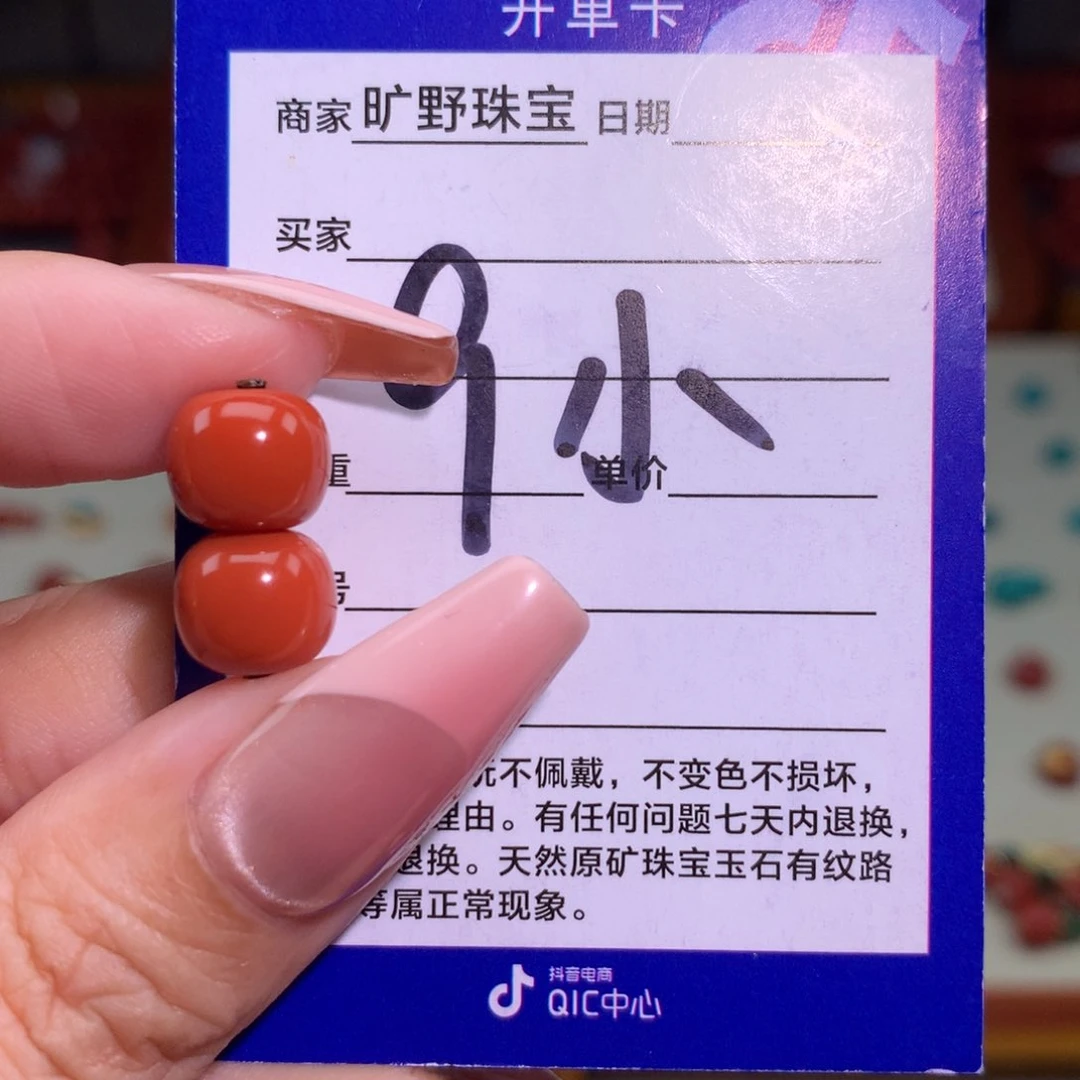 开单卡
商家 旷野珠宝 日期
买家
9小
重 单价
号
洗不佩戴，不变色不损坏，
理由。有任何问题七天内退换，
退换。天然原矿珠宝玉石有纹路
等属正常现象。
抖音电商
QIC中心